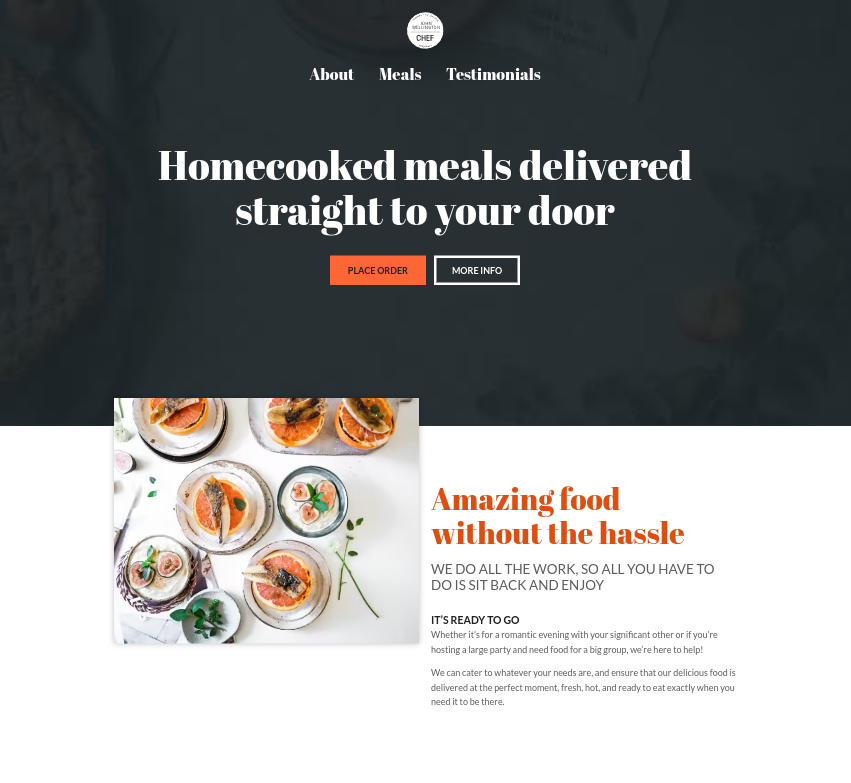 JOHN
WELLINGTON
CHEF
About Meals Testimonials
Homecooked meals delivered
straight to your door
PLACE ORDER MORE INFO
Amazing food
without the hassle
WE DO ALL THE WORK, SO ALL YOU HAVE TO
DO IS SIT BACK AND ENJOY
IT'S READY TO GO
Whether it's for a romantic evening with your significant other or if you're
hosting a large party and need food for a big group, we're here to help!
We can cater to whatever your needs are, and ensure that our delicious food is
delivered at the perfect moment, fresh, hot, and ready to eat exactly when you
need it to be there.